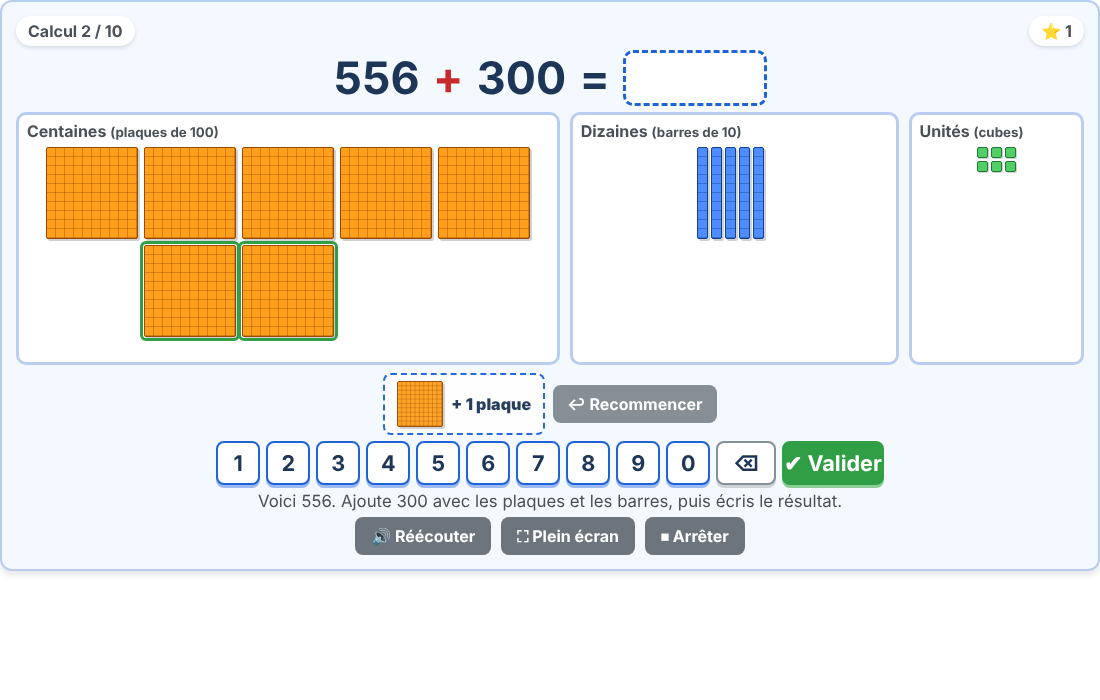 Calcul 2 / 10
⭐ 1
556 + 300 =
Centaines (plaques de 100)
Dizaines (barres de 10)
Unités (cubes)
+ 1 plaque
↩ Recommencer
1 2 3 4 5 6 7 8 9 0 ⌫ ✔ Valider
Voici 556. Ajoute 300 avec les plaques et les barres, puis écris le résultat.
🔊 Réécouter
⛶ Plein écran
■ Arrêter